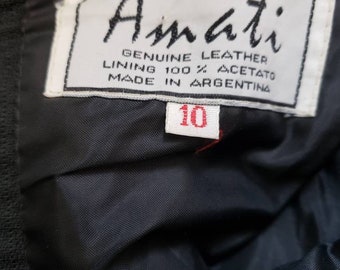 Amati
GENUINE LEATHER
LINING 100 % ACETATO
MADE IN ARGENTINA
10